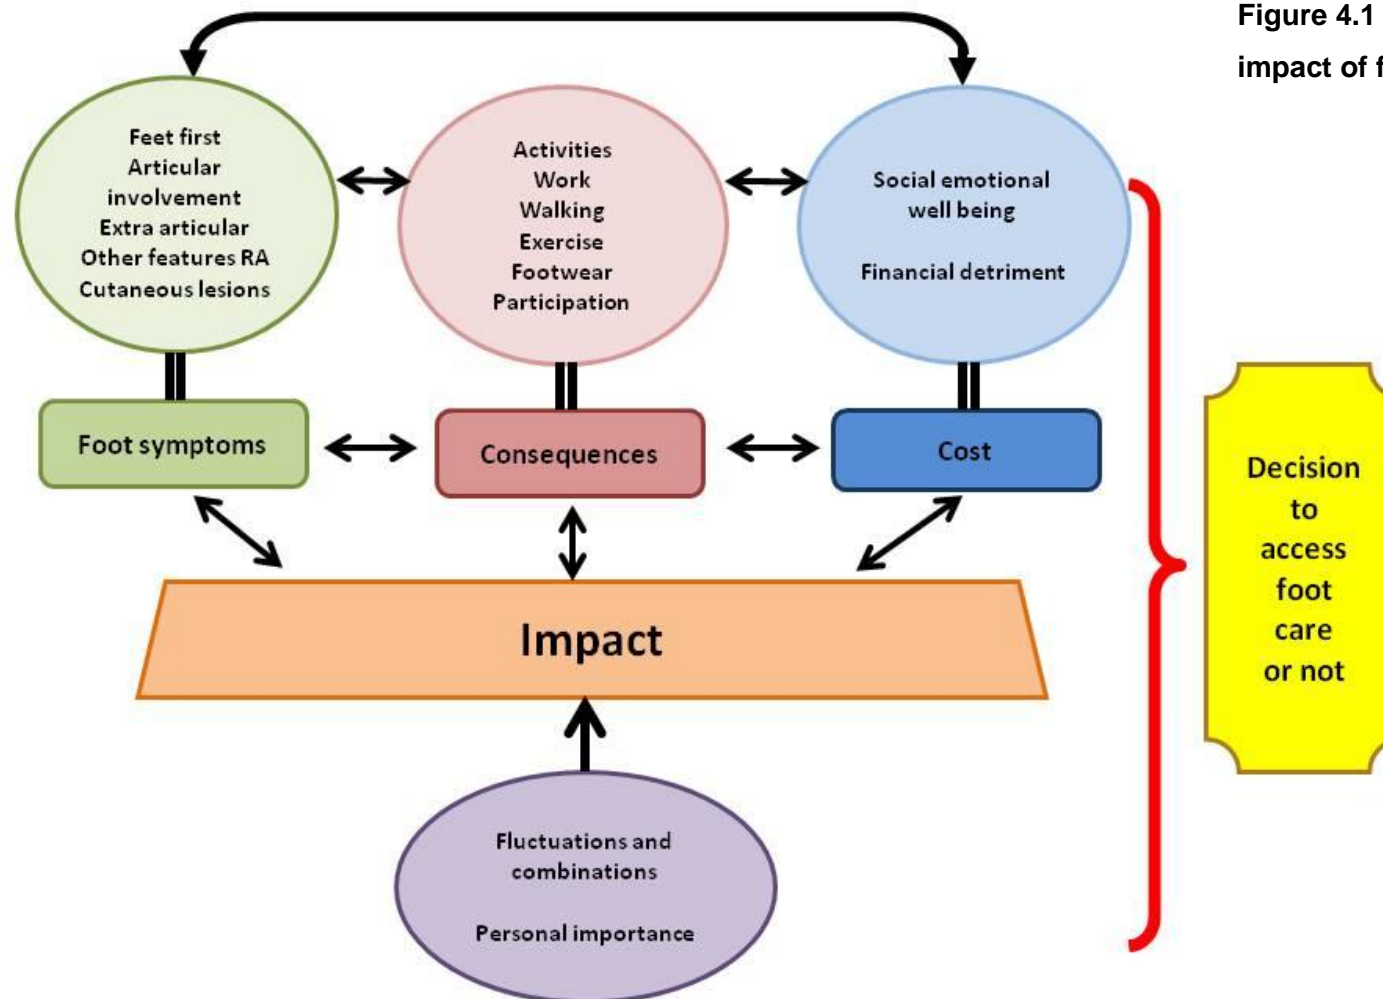 Figure 4.1
impact of f
Feet first
Articular
involvement
Extra articular
Other features RA
Cutaneous lesions
Activities
Work
Walking
Exercise
Footwear
Participation
Social emotional
well being
Financial detriment
Foot symptoms
Consequences
Cost
Impact
Decision
to
access
foot
care
or not
Fluctuations and
combinations
Personal importance